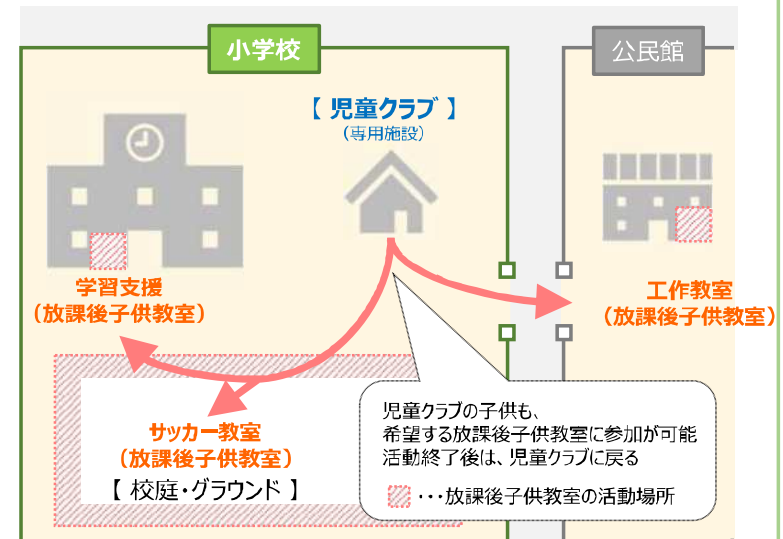 小学校
公民館
【 児童クラブ 】
（専用施設）
学習支援
（放課後子供教室）
工作教室
（放課後子供教室）
サッカー教室
（放課後子供教室）
【 校庭・グラウンド 】
児童クラブの子供も、
希望する放課後子供教室に参加が可能
活動終了後は、児童クラブに戻る
・・・放課後子供教室の活動場所